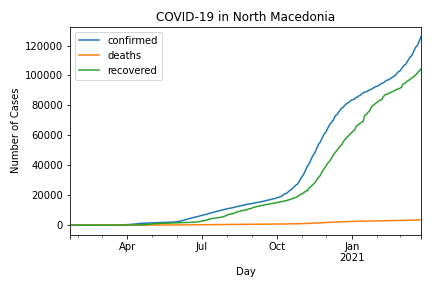 COVID-19 in North Macedonia
confirmed
deaths
recovered
Number of Cases
120000
100000
80000
60000
40000
20000
0
Apr
Jul
Oct
Jan
2021
Day